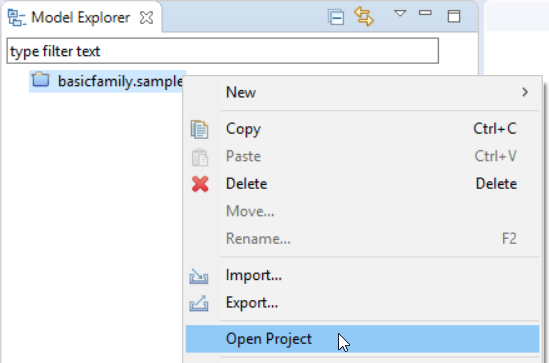 Model Explorer
type filter text
basicfamily.sample
New
Copy Ctrl+C
Paste Ctrl+V
Delete Delete
Move...
Rename... F2
Import...
Export...
Open Project